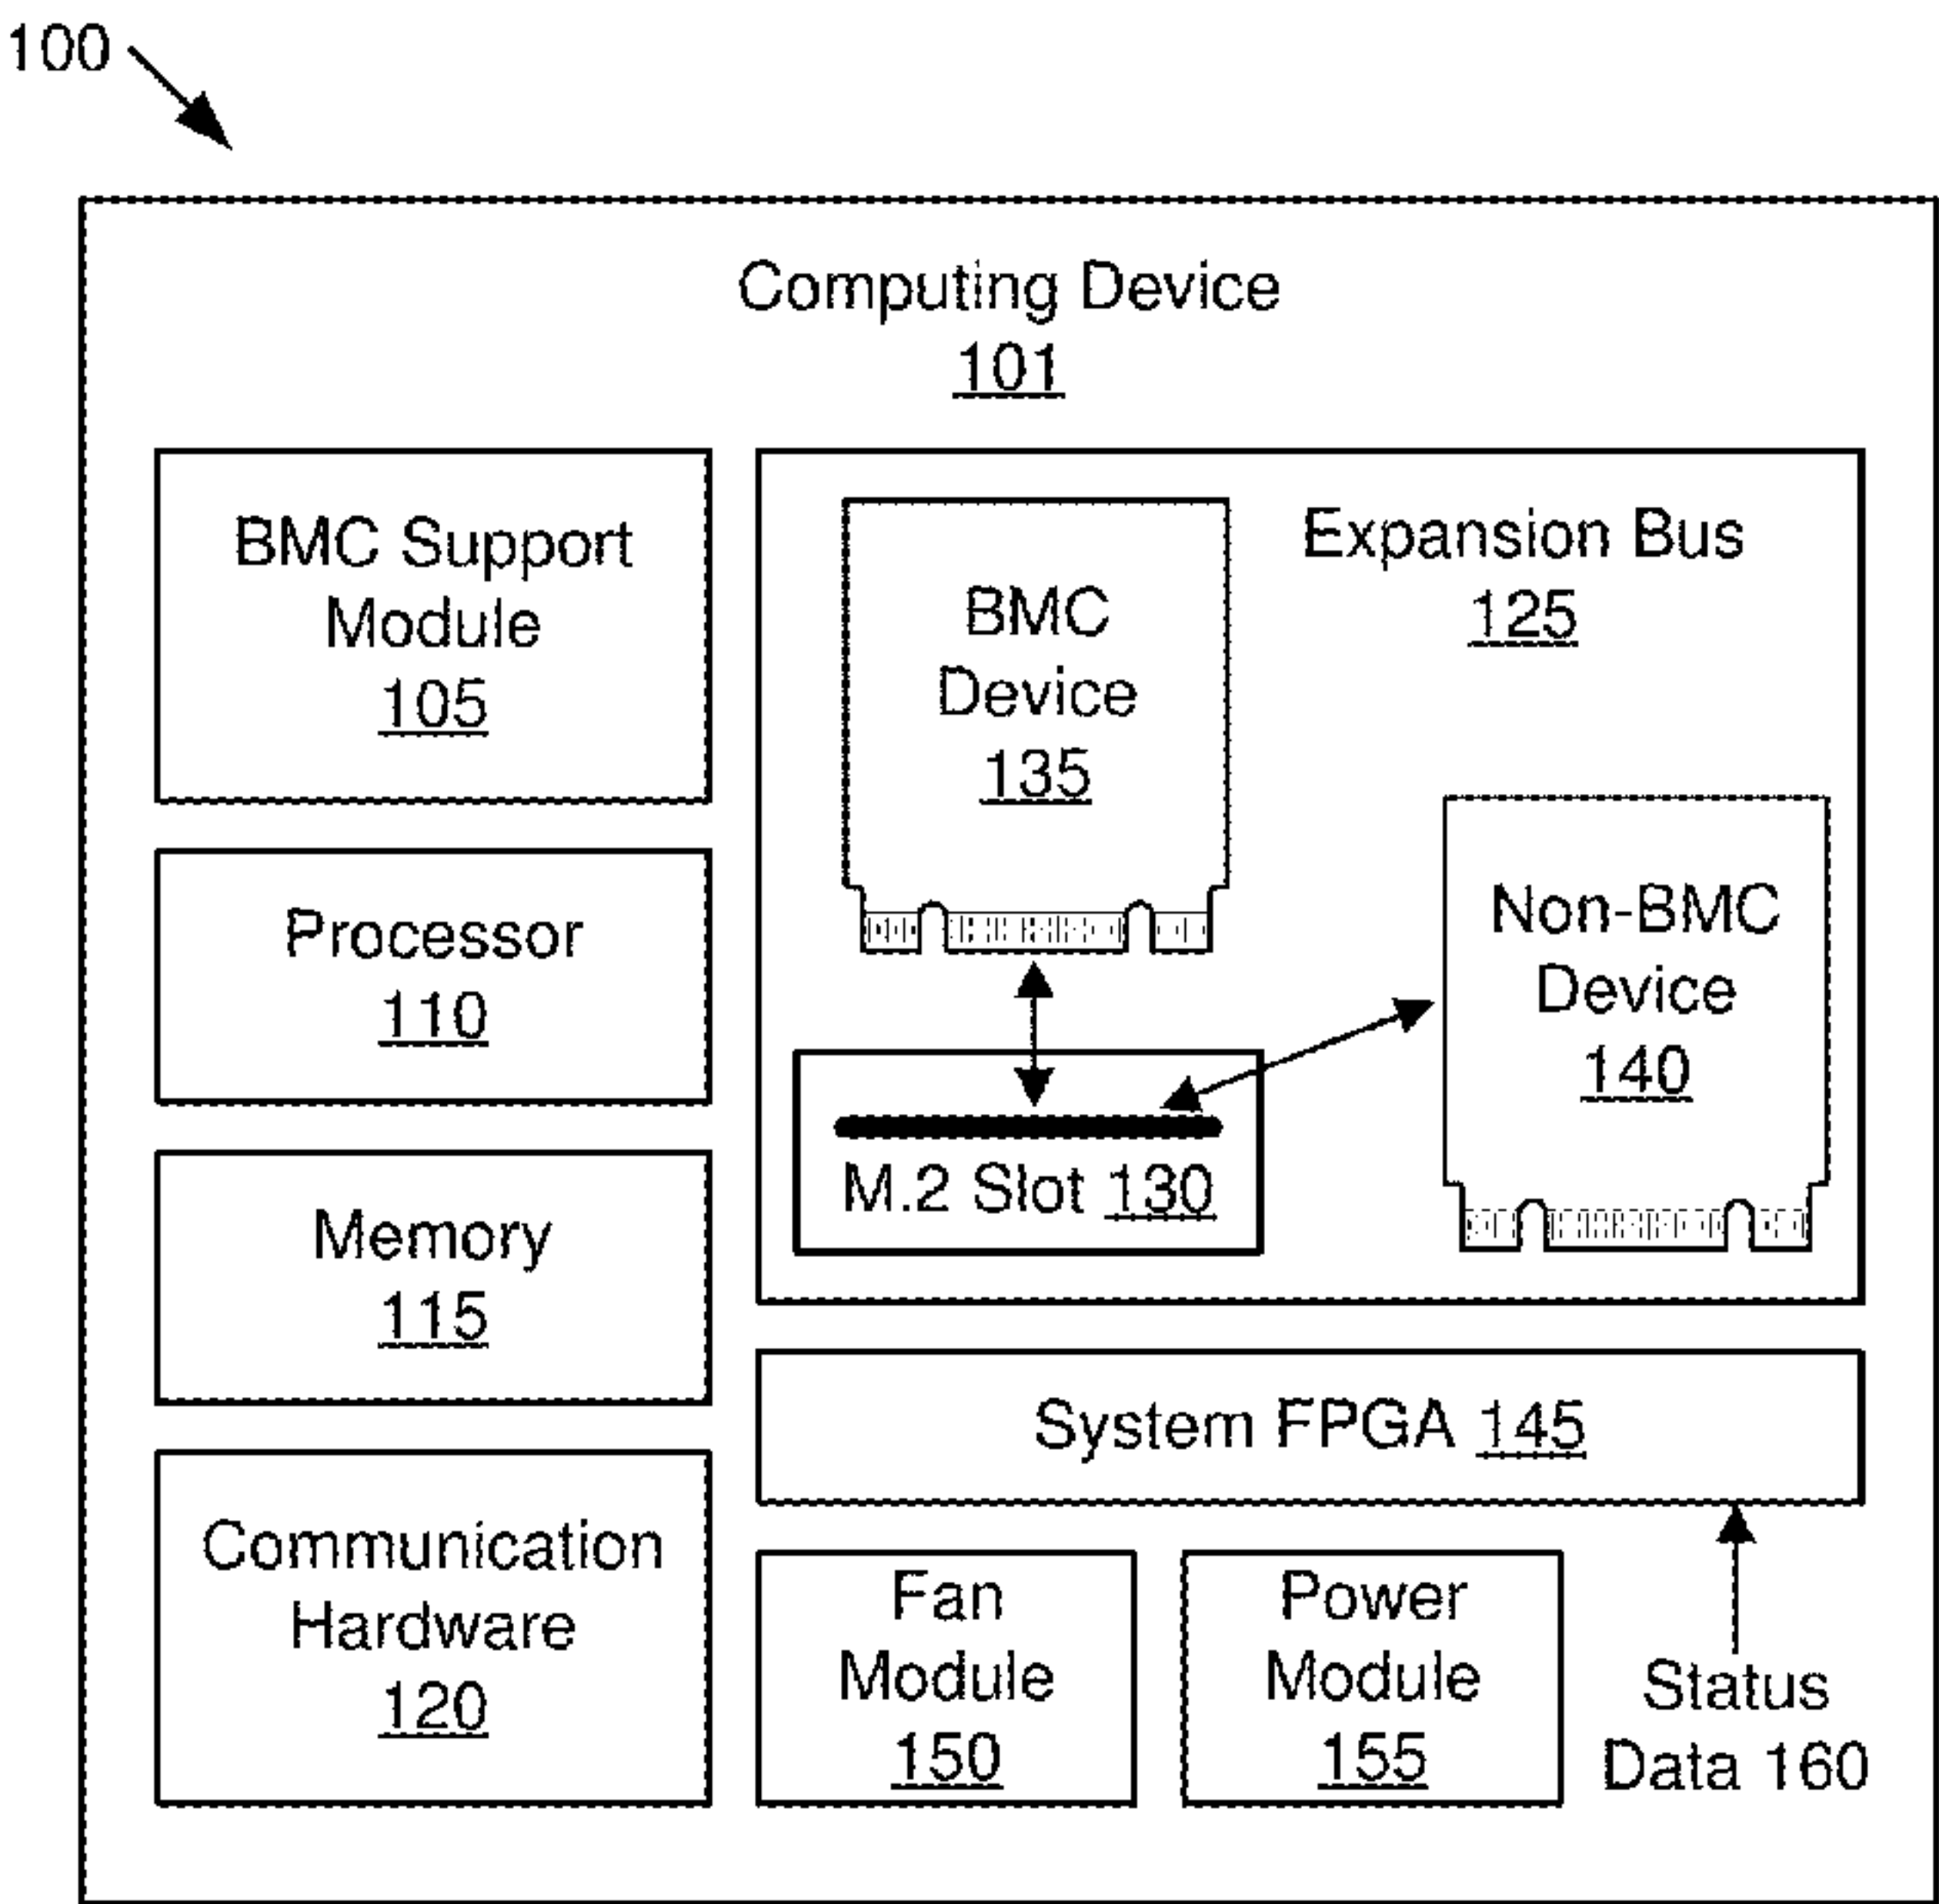 100
Computing Device
101
BMC Support
Module
105
Processor
110
Memory
115
Communication
Hardware
120
Expansion Bus
125
BMC
Device
135
Non-BMC
Device
140
M.2 Slot 130
System FPGA 145
Fan
Module
150
Power
Module
155
Status
Data 160